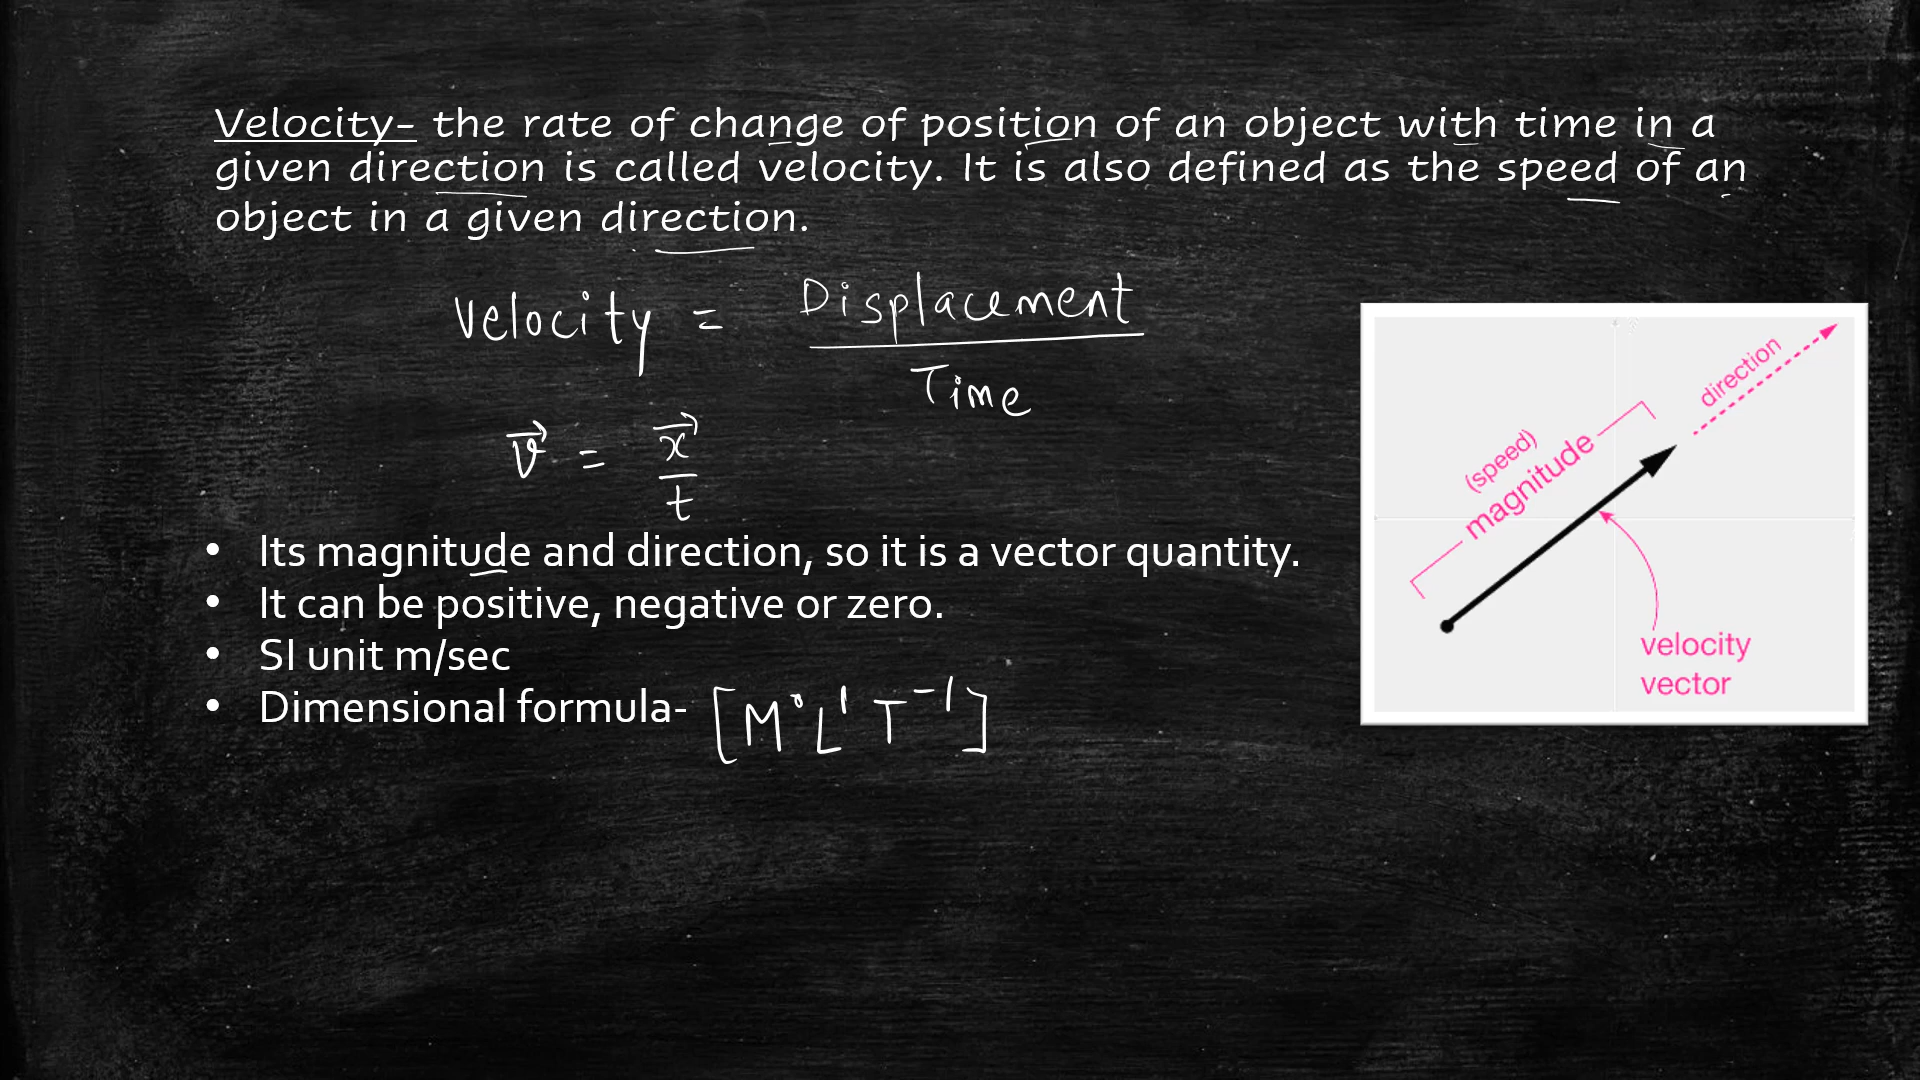 Velocity- the rate of change of position of an object with time in a
given direction is called velocity. It is also defined as the speed of an
object in a given direction.
Velocity = Displacement
Time
v⃗ = x⃗
t
• Its magnitude and direction, so it is a vector quantity.
• It can be positive, negative or zero.
• SI unit m/sec
• Dimensional formula- [M⁰L¹T⁻¹]
direction
(speed)
magnitude
velocity
vector